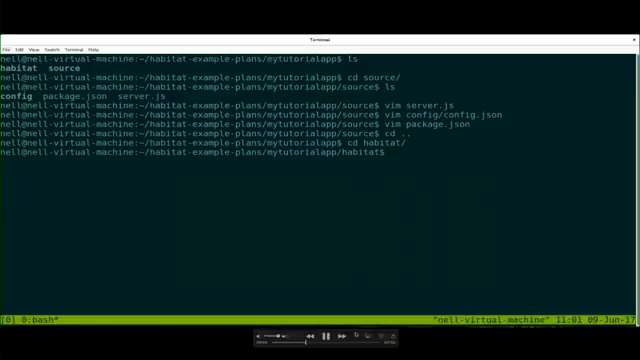 Terminal
File Edit View Search Terminal Help
nell@nell-virtual-machine:~/habitat-example-plans/mytutorialapp$ ls
habitat source
nell@nell-virtual-machine:~/habitat-example-plans/mytutorialapp$ cd source/
nell@nell-virtual-machine:~/habitat-example-plans/mytutorialapp/source$ ls
config package.json server.js
nell@nell-virtual-machine:~/habitat-example-plans/mytutorialapp/source$ vim server.js
nell@nell-virtual-machine:~/habitat-example-plans/mytutorialapp/source$ vim config/config.json
nell@nell-virtual-machine:~/habitat-example-plans/mytutorialapp/source$ vim package.json
nell@nell-virtual-machine:~/habitat-example-plans/mytutorialapp/source$ cd ..
nell@nell-virtual-machine:~/habitat-example-plans/mytutorialapp$ cd habitat/
nell@nell-virtual-machine:~/habitat-example-plans/mytutorialapp/habitat$
[0] 0:bash* "nell-virtual-machine" 11:01 09-Jun-17